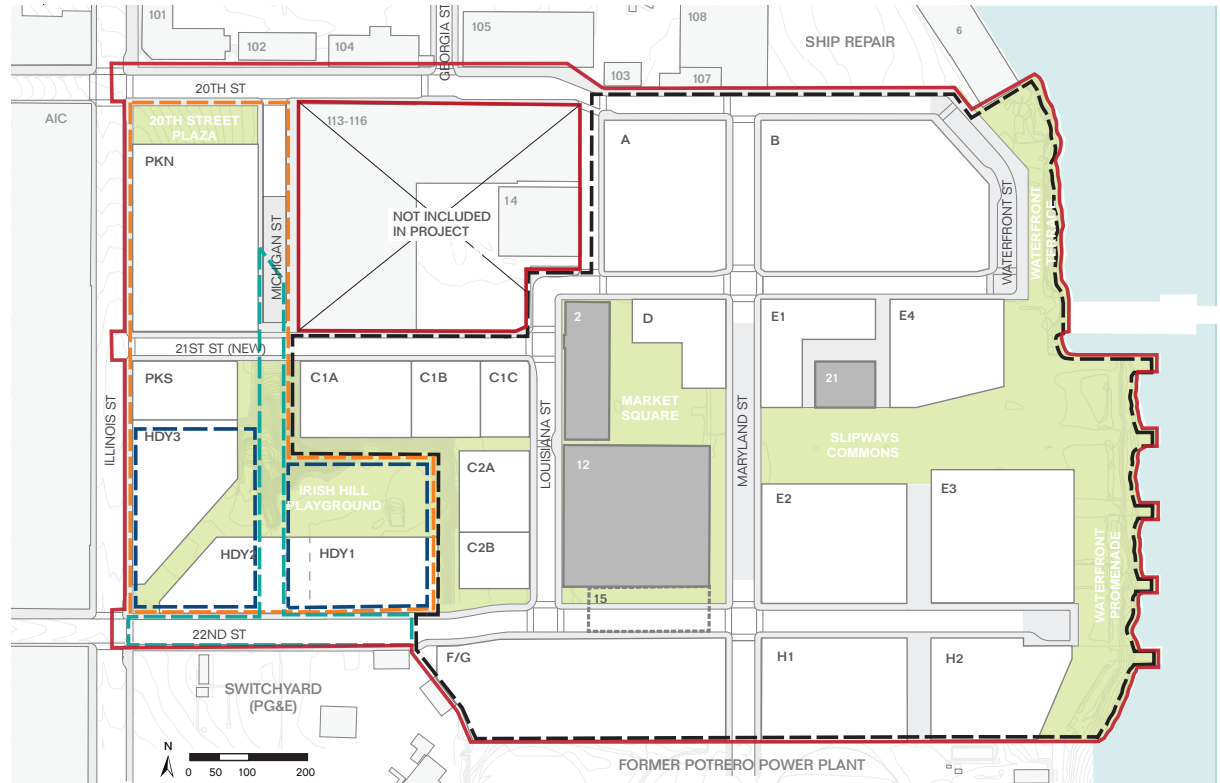 101
102
104
GEORGIA ST
105
108
103
107
SHIP REPAIR
6
20TH ST
AIC
20TH STREET
PLAZA
PKN
MICHIGAN ST
113-116
14
NOT INCLUDED
IN PROJECT
A
B
WATERFRONT ST
WATERFRONT
TERRACE
21ST ST (NEW)
ILLINOIS ST
PKS
HDY3
C1A
C1B
C1C
LOUISIANA ST
2
D
MARKET
SQUARE
MARYLAND ST
E1
E4
21
SLIPWAYS
COMMONS
IRISH HILL
PLAYGROUND
C2A
12
E2
E3
HDY2
HDY1
C2B
15
WATERFRONT
PROMENADE
22ND ST
F/G
H1
H2
SWITCHYARD
(PG&E)
N
0 50 100 200
FORMER POTRERO POWER PLANT